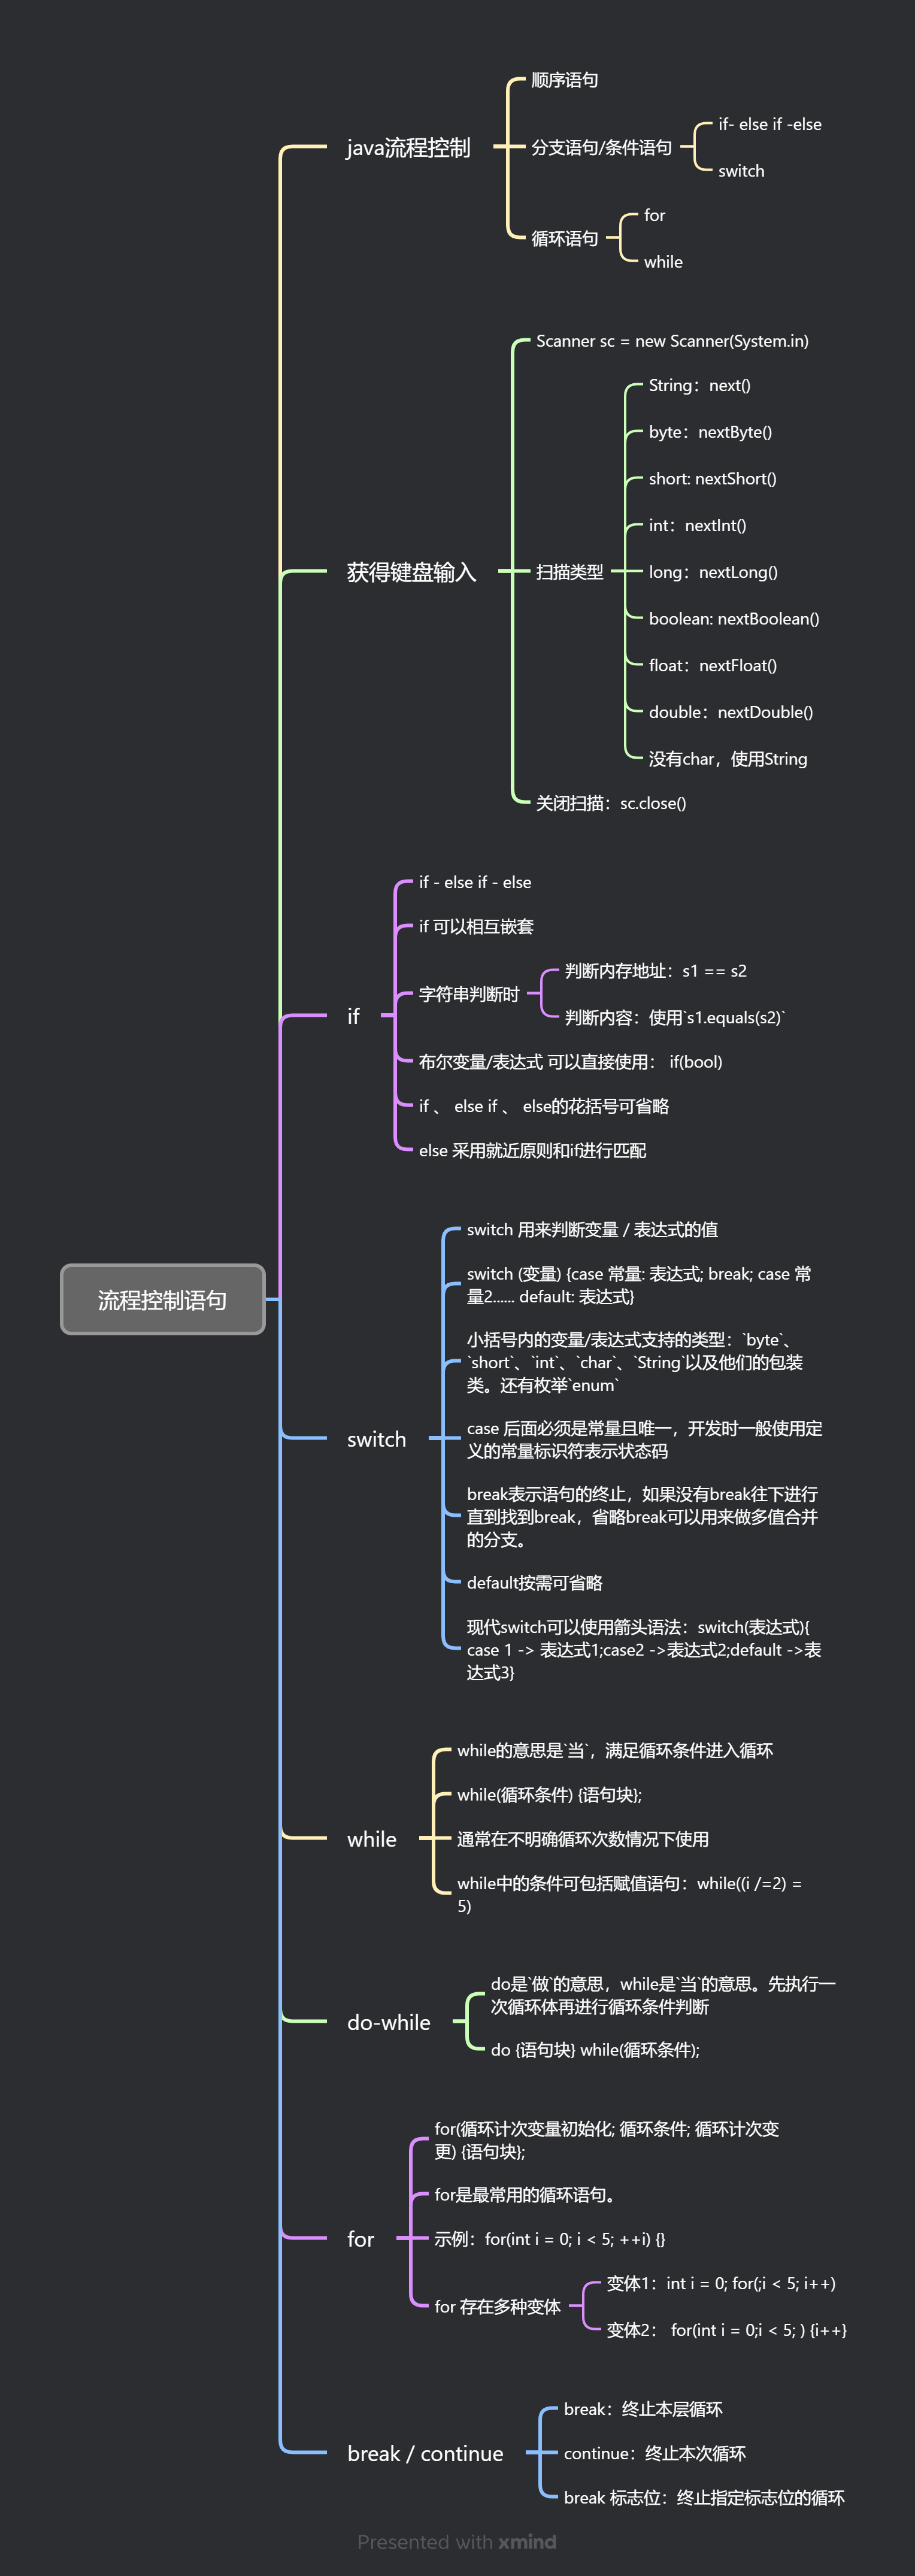 java流程控制
顺序语句
分支语句/条件语句
if- else if -else
switch
循环语句
for
while
获得键盘输入
Scanner sc = new Scanner(System.in)
扫描类型
String：next()
byte：nextByte()
short: nextShort()
int：nextInt()
long：nextLong()
boolean: nextBoolean()
float：nextFloat()
double：nextDouble()
没有char，使用String
关闭扫描：sc.close()
if
if - else if - else
if 可以相互嵌套
字符串判断时
判断内存地址：s1 == s2
判断内容：使用`s1.equals(s2)`
布尔变量/表达式 可以直接使用： if(bool)
if 、 else if 、 else的花括号可省略
else 采用就近原则和if进行匹配
流程控制语句
switch
switch 用来判断变量 / 表达式的值
switch (变量) {case 常量: 表达式; break; case 常
量2...... default: 表达式}
小括号内的变量/表达式支持的类型：`byte`、
`short`、`int`、`char`、`String`以及他们的包装
类。还有枚举`enum`
case 后面必须是常量且唯一，开发时一般使用定
义的常量标识符表示状态码
break表示语句的终止，如果没有break往下进行
直到找到break，省略break可以用来做多值合并
的分支。
default按需可省略
现代switch可以使用箭头语法：switch(表达式){
case 1 -> 表达式1;case2 ->表达式2;default ->表
达式3}
while
while的意思是`当`，满足循环条件进入循环
while(循环条件) {语句块};
通常在不明确循环次数情况下使用
while中的条件可包括赋值语句：while((i /=2) =
5)
do-while
do是`做`的意思，while是`当`的意思。先执行一
次循环体再进行循环条件判断
do {语句块} while(循环条件);
for
for(循环计次变量初始化; 循环条件; 循环计次变
更) {语句块};
for是最常用的循环语句。
示例：for(int i = 0; i < 5; ++i) {}
for 存在多种变体
变体1：int i = 0; for(;i < 5; i++)
变体2： for(int i = 0;i < 5; ) {i++}
break / continue
break：终止本层循环
continue：终止本次循环
break 标志位：终止指定标志位的循环
Presented with xmind